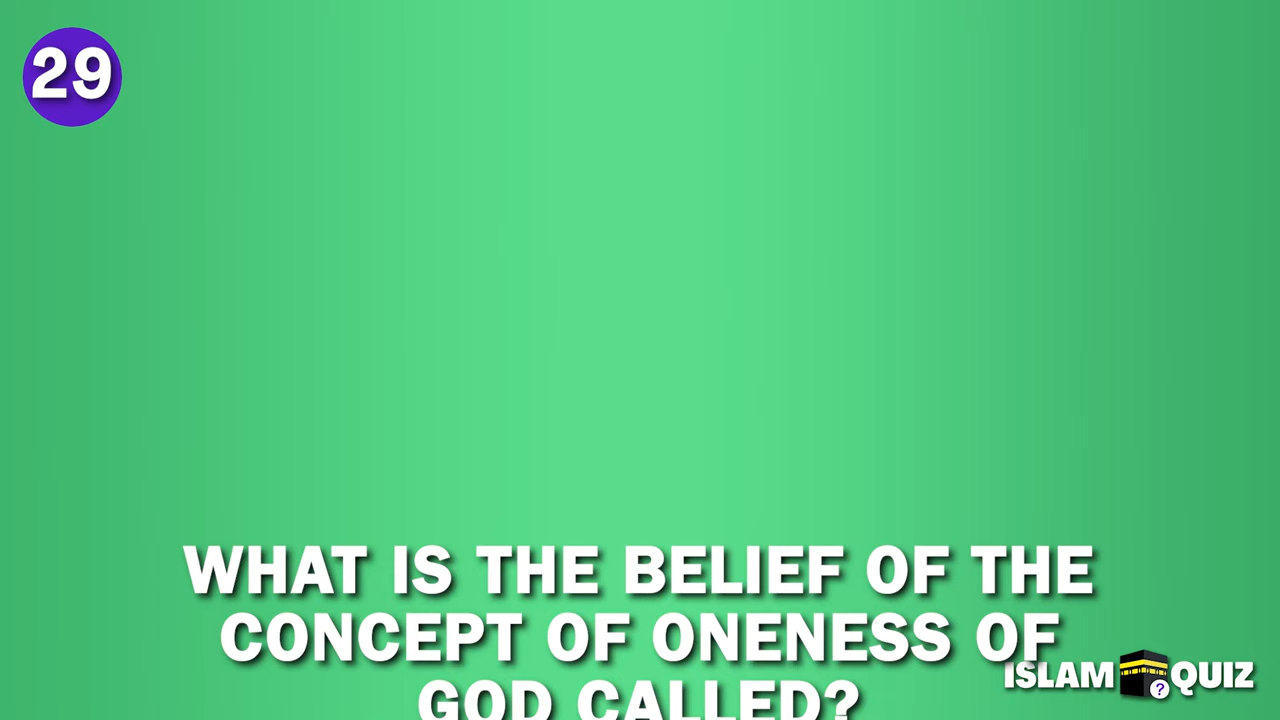 29
WHAT IS THE BELIEF OF THE
CONCEPT OF ONENESS OF
GOD CALLED?
ISLAM ? QUIZ